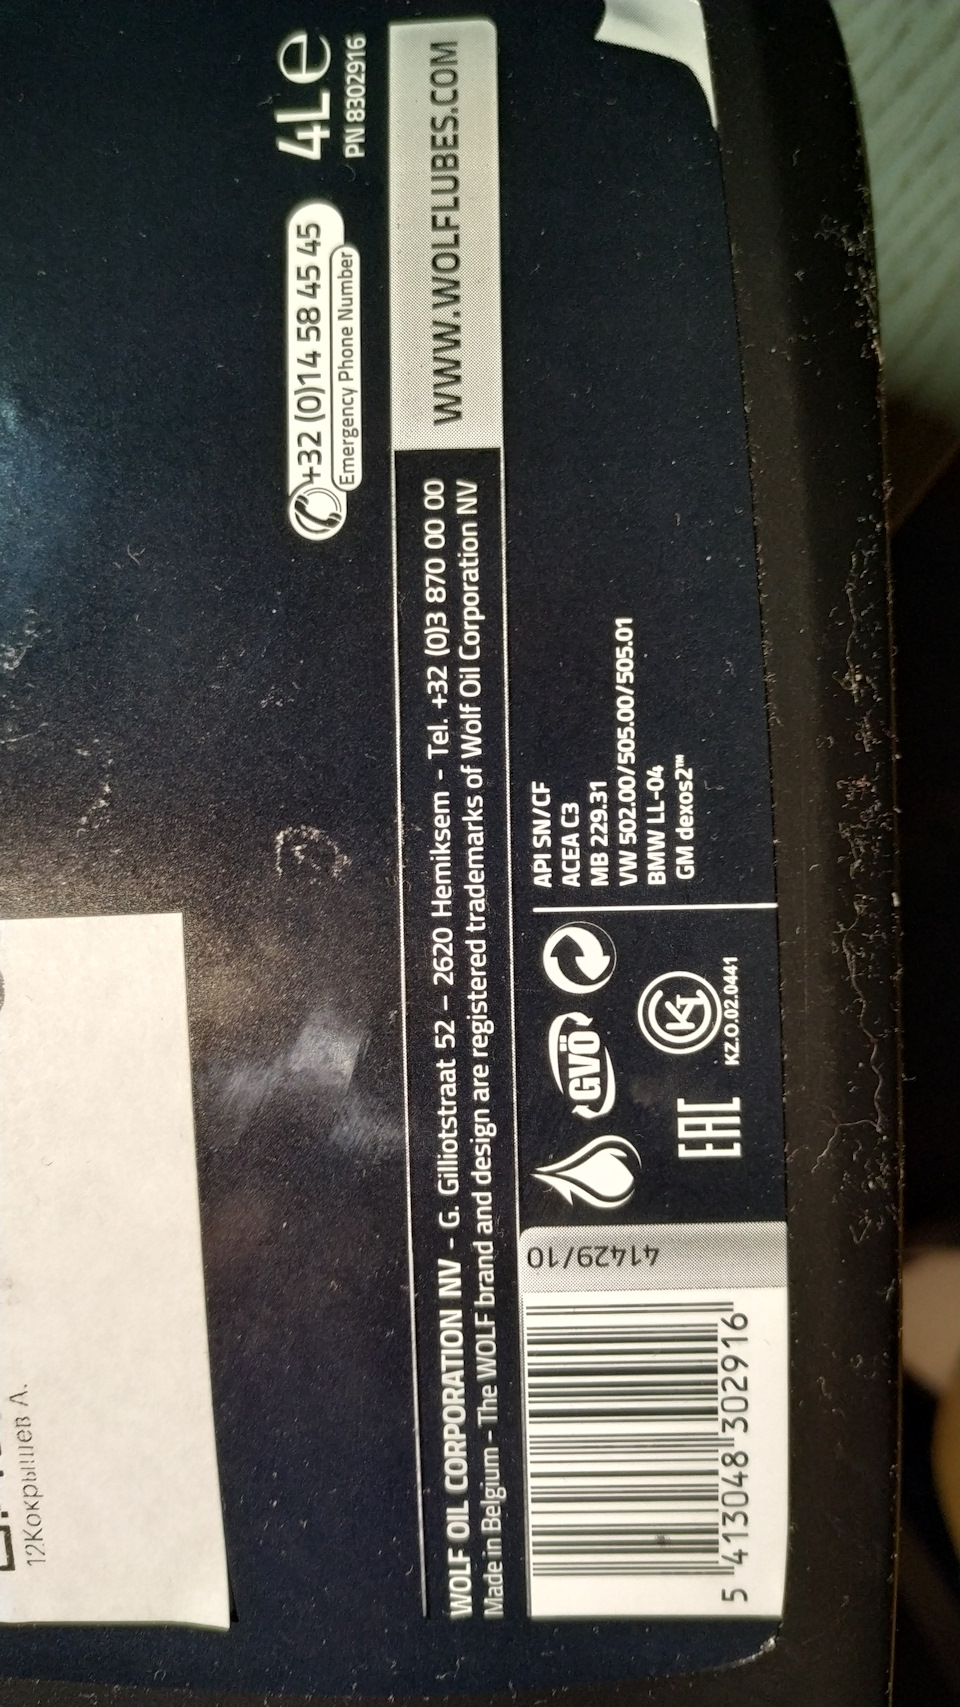 4L e
PN 8302916
+32 (0)14 58 45 45
Emergency Phone Number
WWW.WOLFLUBES.COM
WOLF OIL CORPORATION NV - G. Gilliotstraat 52 – 2620 Hemiksem - Tel. +32 (0)3 870 00 00
Made in Belgium - The WOLF brand and design are registered trademarks of Wolf Oil Corporation NV
API SN/CF
ACEA C3
MB 229.31
VW 502.00/505.00/505.01
BMW LL-04
GM dexos2™
GVÖ
EAC
KZ.O.02.0441
41429/10
5 413048 302916
12Кокрышев А.